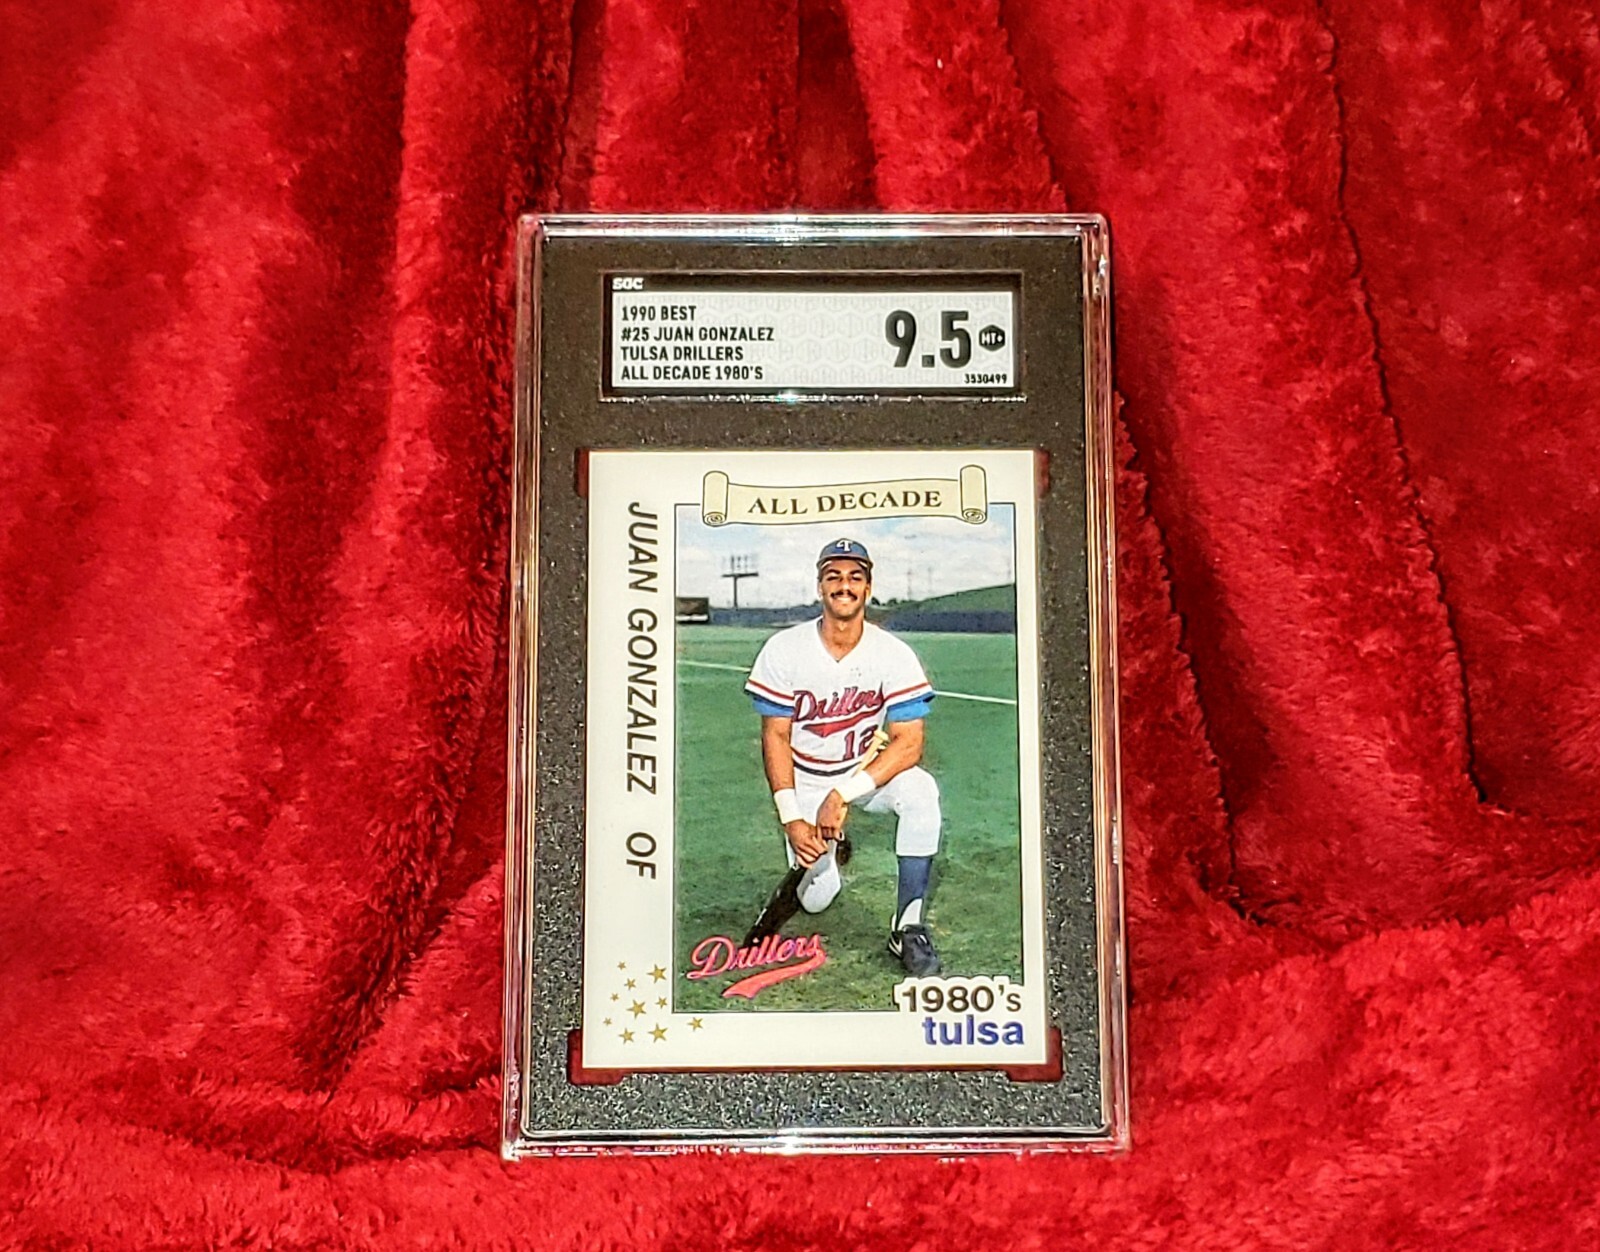 SGC
1990 BEST
#25 JUAN GONZALEZ
TULSA DRILLERS
ALL DECADE 1980'S
9.5
MT+
3530499
ALL DECADE
JUAN GONZALEZ OF
T
Drillers
12
Drillers
1980's
tulsa